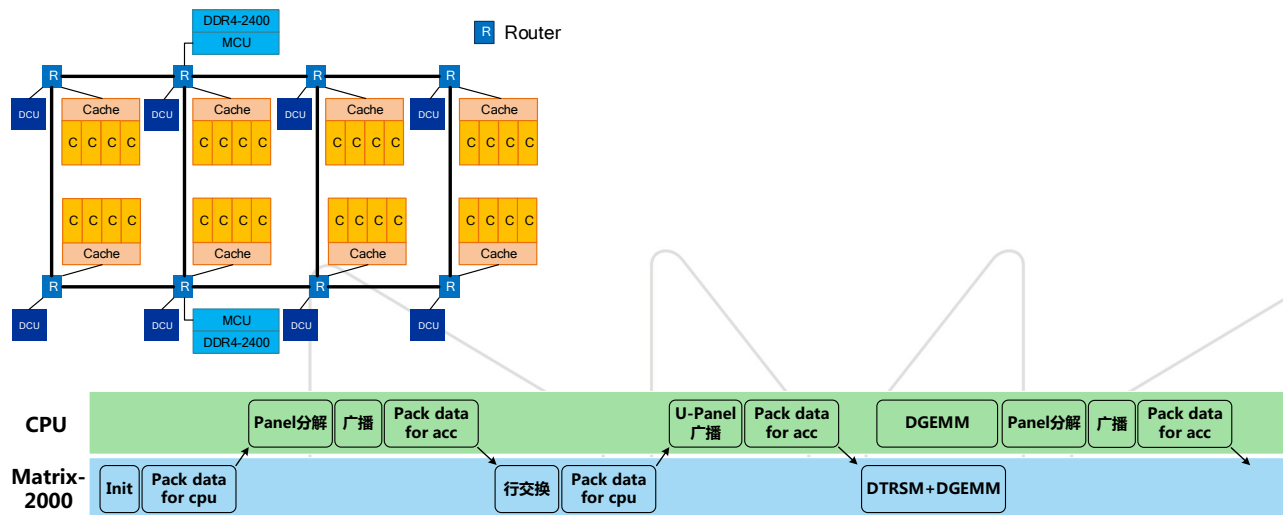 DDR4-2400
MCU
R Router
R R R R
DCU DCU DCU DCU
Cache Cache Cache Cache
C C C C C C C C C C C C C C C C
C C C C C C C C C C C C C C C C
Cache Cache Cache Cache
R R R R
DCU DCU DCU DCU
MCU
DDR4-2400
CPU
Panel分解
广播
Pack data
for acc
U-Panel
广播
Pack data
for acc
DGEMM
Panel分解
广播
Pack data
for acc
Matrix-
2000
Init
Pack data
for cpu
行交换
Pack data
for cpu
DTRSM+DGEMM